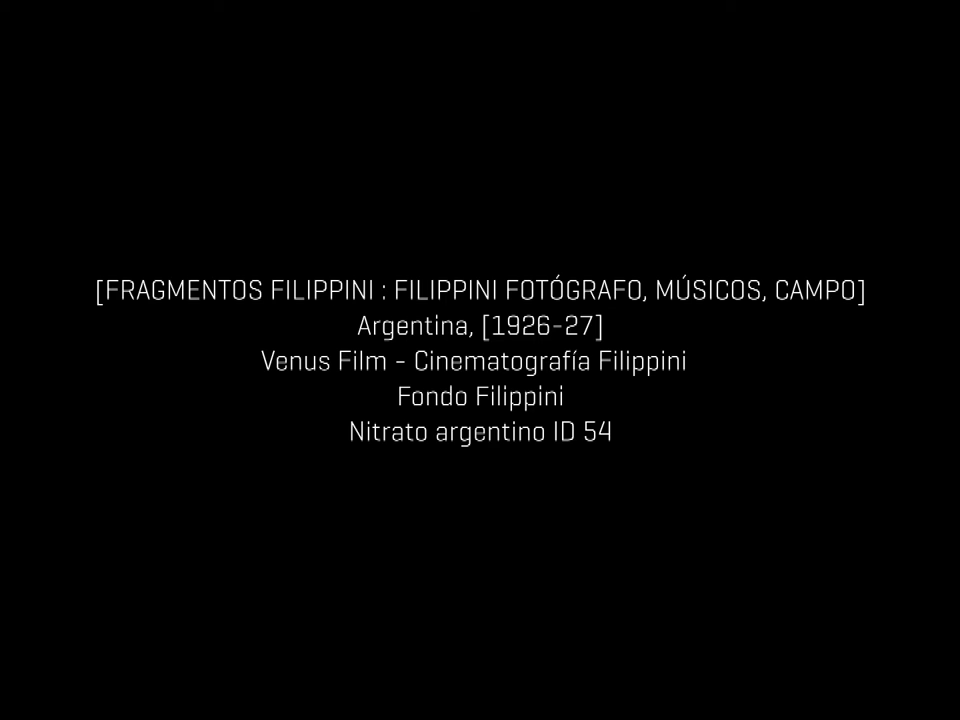 [FRAGMENTOS FILIPPINI : FILIPPINI FOTÓGRAFO, MÚSICOS, CAMPO]
Argentina, [1926-27]
Venus Film - Cinematografía Filippini
Fondo Filippini
Nitrato argentino ID 54